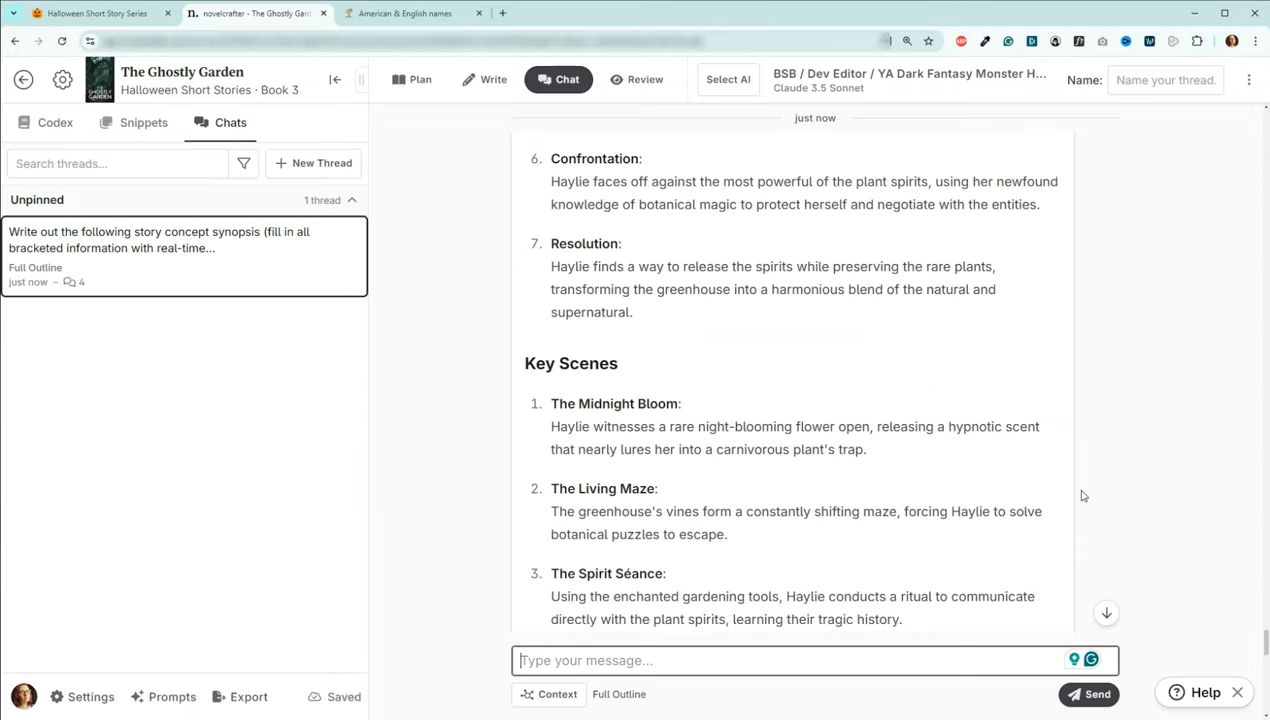 Halloween Short Story Series
novelcrafter - The Ghostly Gard
American & English names
The Ghostly Garden
Halloween Short Stories · Book 3
Plan
Write
Chat
Review
Select AI
BSB / Dev Editor / YA Dark Fantasy Monster H...
Claude 3.5 Sonnet
Name:
Name your thread.
Codex
Snippets
Chats
Search threads...
New Thread
Unpinned
1 thread
Write out the following story concept synopsis (fill in all
bracketed information with real-time...
Full Outline
just now – 4
just now
6. Confrontation:
Haylie faces off against the most powerful of the plant spirits, using her newfound
knowledge of botanical magic to protect herself and negotiate with the entities.
7. Resolution:
Haylie finds a way to release the spirits while preserving the rare plants,
transforming the greenhouse into a harmonious blend of the natural and
supernatural.
Key Scenes
1. The Midnight Bloom:
Haylie witnesses a rare night-blooming flower open, releasing a hypnotic scent
that nearly lures her into a carnivorous plant's trap.
2. The Living Maze:
The greenhouse's vines form a constantly shifting maze, forcing Haylie to solve
botanical puzzles to escape.
3. The Spirit Séance:
Using the enchanted gardening tools, Haylie conducts a ritual to communicate
directly with the plant spirits, learning their tragic history.
Type your message...
Context
Full Outline
Send
Help
Settings
Prompts
Export
Saved